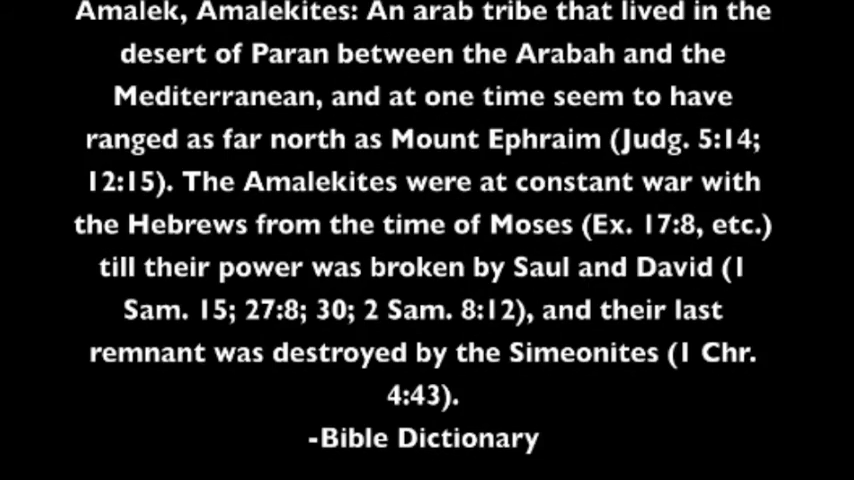 Amalek, Amalekites: An arab tribe that lived in the
desert of Paran between the Arabah and the
Mediterranean, and at one time seem to have
ranged as far north as Mount Ephraim (Judg. 5:14;
12:15). The Amalekites were at constant war with
the Hebrews from the time of Moses (Ex. 17:8, etc.)
till their power was broken by Saul and David (1
Sam. 15; 27:8; 30; 2 Sam. 8:12), and their last
remnant was destroyed by the Simeonites (1 Chr.
4:43).
-Bible Dictionary